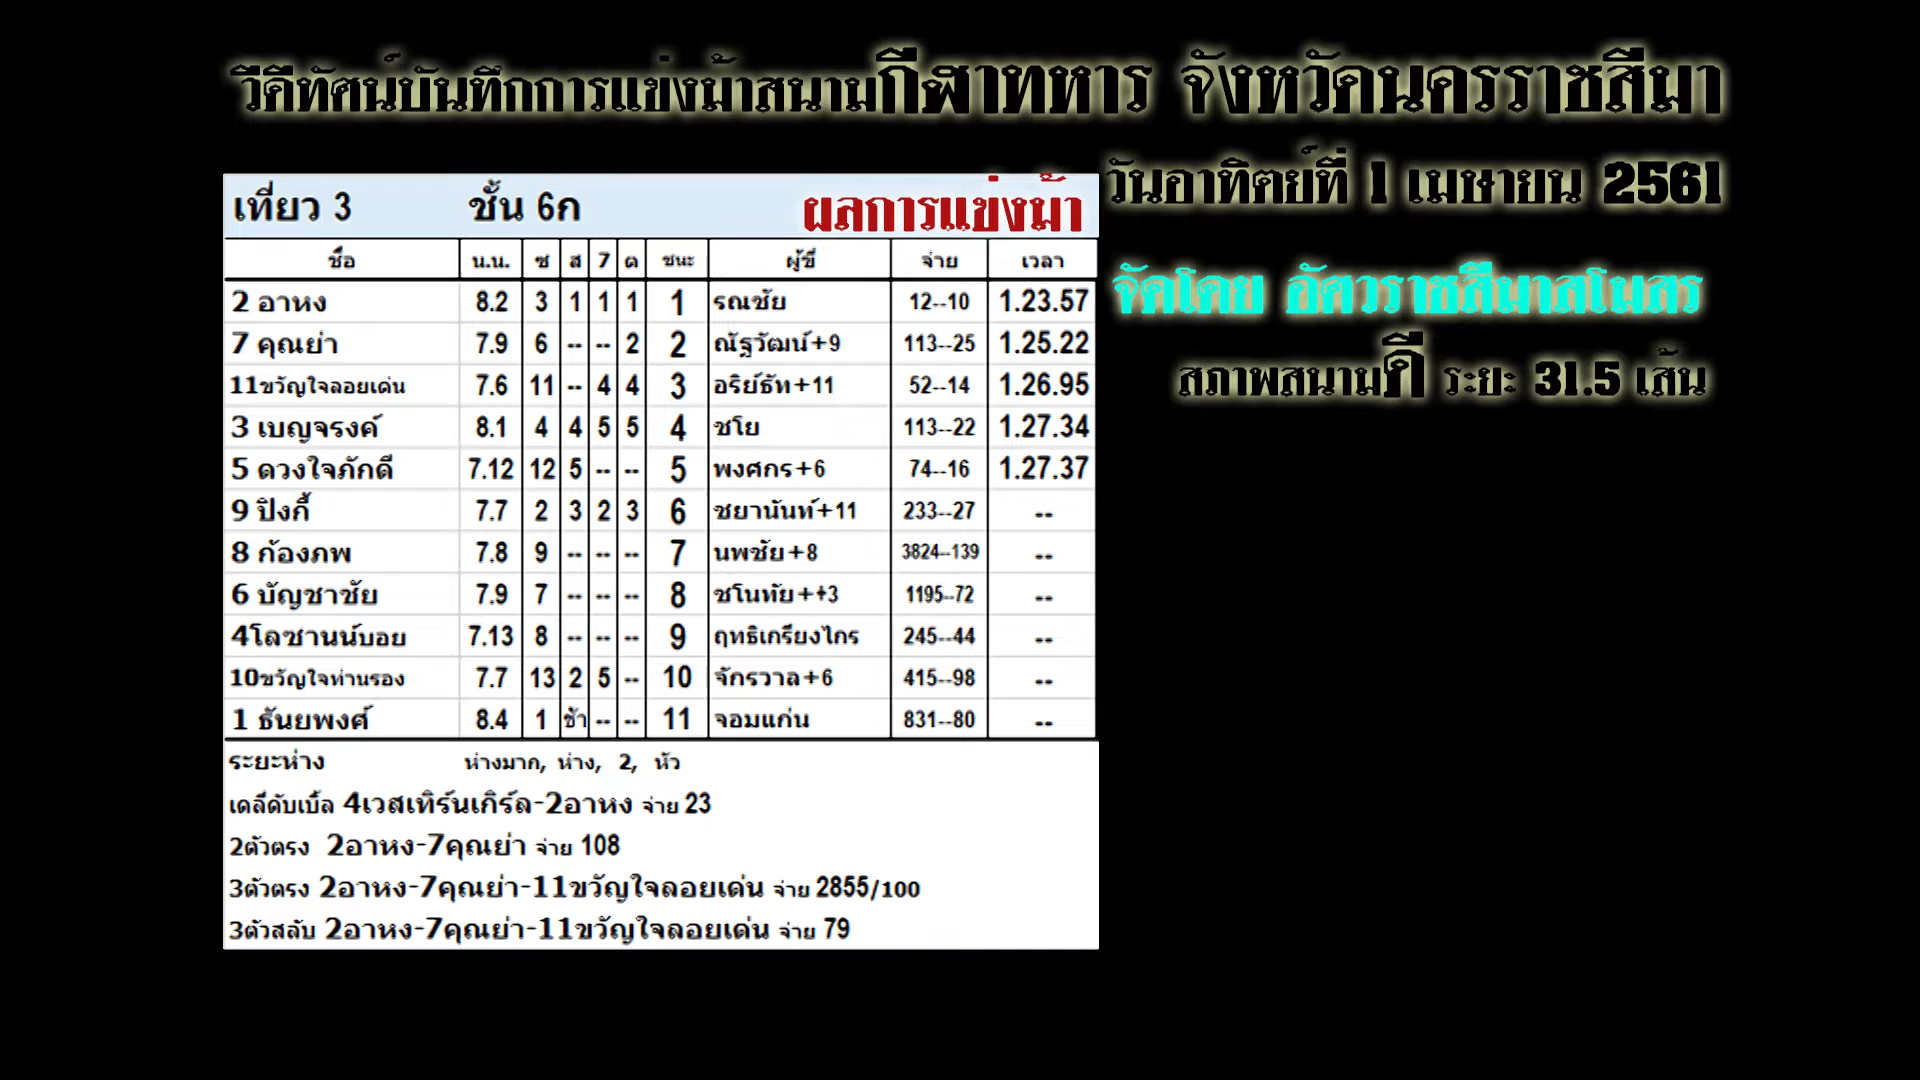 วีดีทัศน์บันทึกการแข่งม้าสนามกีฬาทหาร จังหวัดนครราชสีมา
วันอาทิตย์ที่ 1 เมษายน 2561
จัดโดย อัศวราชสีมาสโมสร
สภาพสนามดี ระยะ 31.5 เส้น
เที่ยว 3 ชั้น 6ก ผลการแข่งม้า
ชื่อ น.น. ซ ส 7 ต ชนะ ผู้ขี่ จ่าย เวลา
2 อาหง 8.2 3 1 1 1 1 รณชัย 12--10 1.23.57
7 คุณย่า 7.9 6 -- -- 2 2 ณัฐวัฒน์+9 113--25 1.25.22
11ขวัญใจลอยเด่น 7.6 11 -- 4 4 3 อริย์ธัท+11 52--14 1.26.95
3 เบญจรงค์ 8.1 4 4 5 5 4 ชโย 113--22 1.27.34
5 ดวงใจภักดี 7.12 12 5 -- -- 5 พงศกร+6 74--16 1.27.37
9 ปิงกี้ 7.7 2 3 2 3 6 ชยานันท์+11 233--27 --
8 ก้องภพ 7.8 9 -- -- -- 7 นพชัย+8 3824--139 --
6 บัญชาชัย 7.9 7 -- -- -- 8 ชโนทัย++3 1195--72 --
4โลซานน์บอย 7.13 8 -- -- -- 9 ฤทธิเกรียงไกร 245--44 --
10ขวัญใจท่านรอง 7.7 13 2 5 -- 10 จักรวาล+6 415--98 --
1 ธันยพงศ์ 8.4 1 ช้า -- -- 11 จอมแก่น 831--80 --
ระยะห่าง ห่างมาก, ห่าง, 2, หัว
เดลี่ดับเบิ้ล 4เวสเทิร์นเกิร์ล-2อาหง จ่าย 23
2ตัวตรง 2อาหง-7คุณย่า จ่าย 108
3ตัวตรง 2อาหง-7คุณย่า-11ขวัญใจลอยเด่น จ่าย 2855/100
3ตัวสลับ 2อาหง-7คุณย่า-11ขวัญใจลอยเด่น จ่าย 79